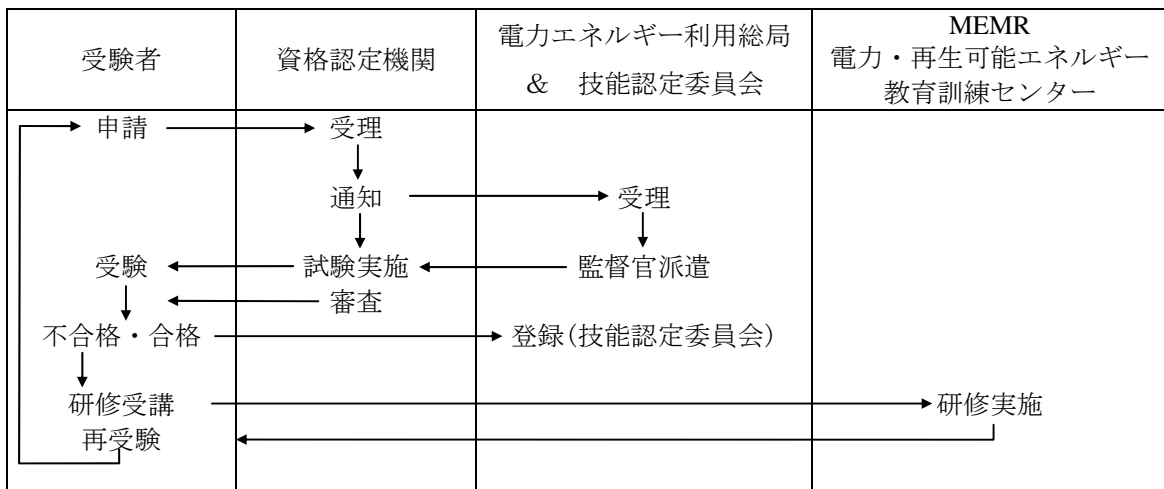 受験者
資格認定機関
電力エネルギー利用総局
& 技能認定委員会
MEMR
電力・再生可能エネルギー
教育訓練センター
申請 受理
通知 受理
受験 試験実施 監督官派遣
審査
不合格・合格 登録(技能認定委員会)
研修受講 研修実施
再受験